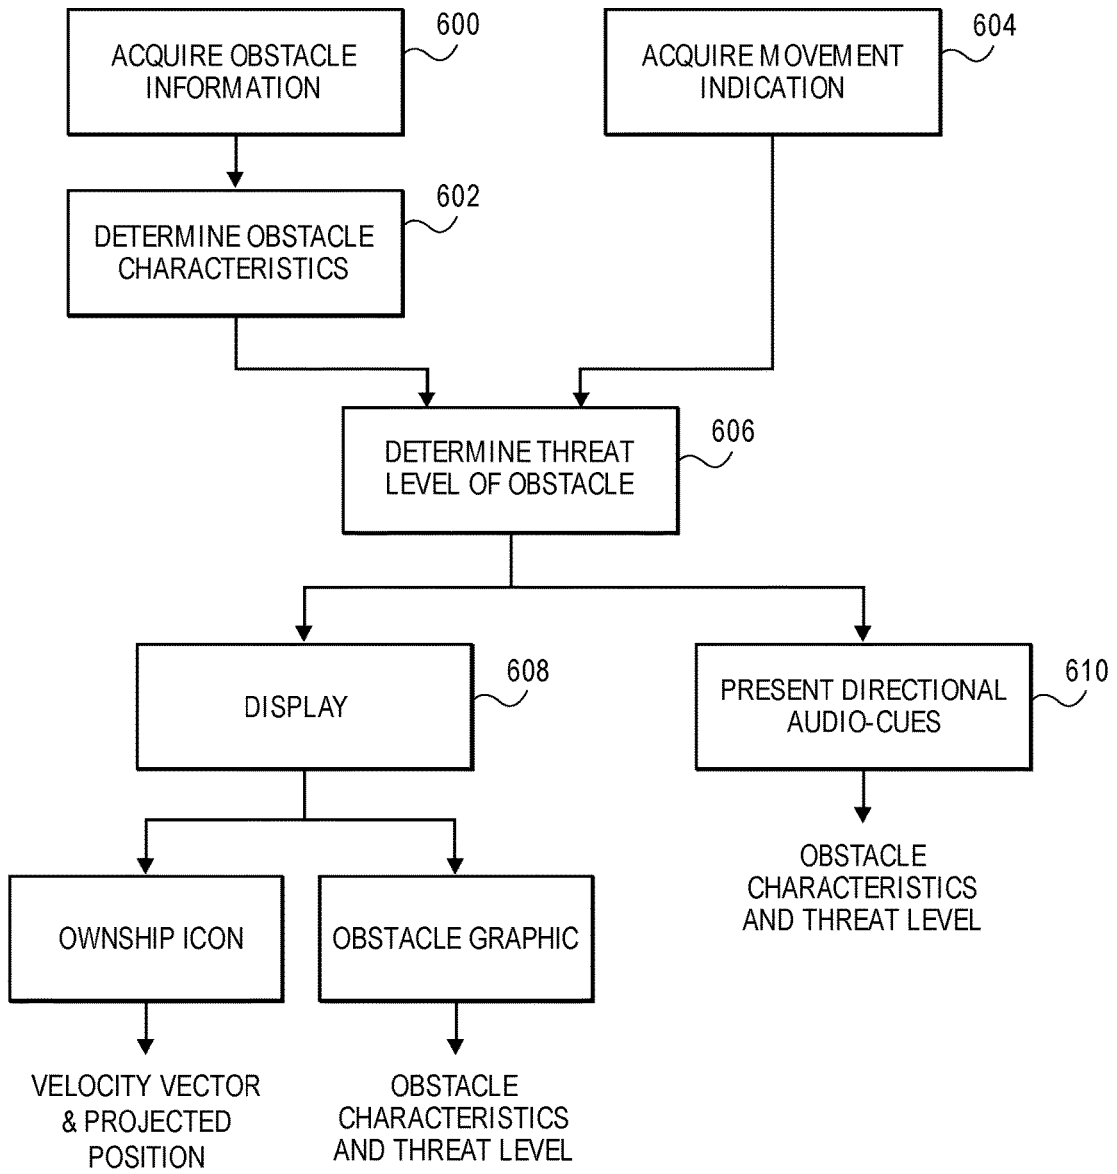 600
ACQUIRE OBSTACLE
INFORMATION
604
ACQUIRE MOVEMENT
INDICATION
602
DETERMINE OBSTACLE
CHARACTERISTICS
606
DETERMINE THREAT
LEVEL OF OBSTACLE
608
DISPLAY
610
PRESENT DIRECTIONAL
AUDIO-CUES
OBSTACLE
CHARACTERISTICS
AND THREAT LEVEL
OWNSHIP ICON
OBSTACLE GRAPHIC
VELOCITY VECTOR
& PROJECTED
POSITION
OBSTACLE
CHARACTERISTICS
AND THREAT LEVEL